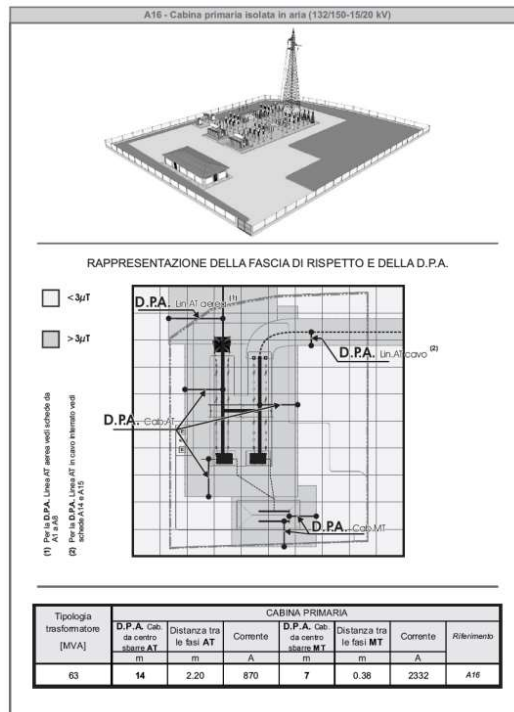 A16 - Cabina primaria isolata in aria (132/150-15/20 kV)
RAPPRESENTAZIONE DELLA FASCIA DI RISPETTO E DELLA D.P.A.
<3μT
>3μT
D.P.A. Lin.AT aerea (1)
D.P.A. Lin.AT cavo (2)
D.P.A. Cab.AT
D.P.A. Cab.MT
(1) Per la D.P.A. Linea AT aerea vedi schede da
A1 a A8
(2) Per la D.P.A. Linea AT in cavo interrato vedi
schede A14 e A15
Tipologia trasformatore [MVA]
CABINA PRIMARIA
D.P.A. Cab. da centro sbarre AT
Distanza tra le fasi AT
Corrente
D.P.A. Cab. da centro sbarre MT
Distanza tra le fasi MT
Corrente
Riferimento
m m A m m A
63 14 2.20 870 7 0.38 2332 A16